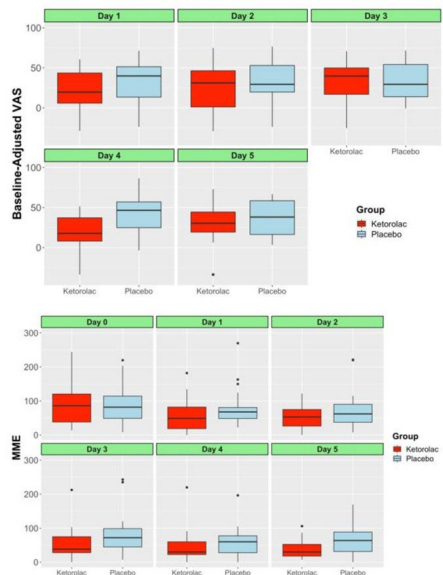 Day 1 Day 2 Day 3
100
50
0
Ketorolac Placebo
Day 4 Day 5
100
50
0
Ketorolac Placebo Ketorolac Placebo
Baseline-Adjusted VAS
Group
Ketorolac
Placebo
Day 0 Day 1 Day 2
300
200
100
0
Day 3 Day 4 Day 5
300
200
100
0
Ketorolac Placebo Ketorolac Placebo Ketorolac Placebo
MME
Group
Ketorolac
Placebo